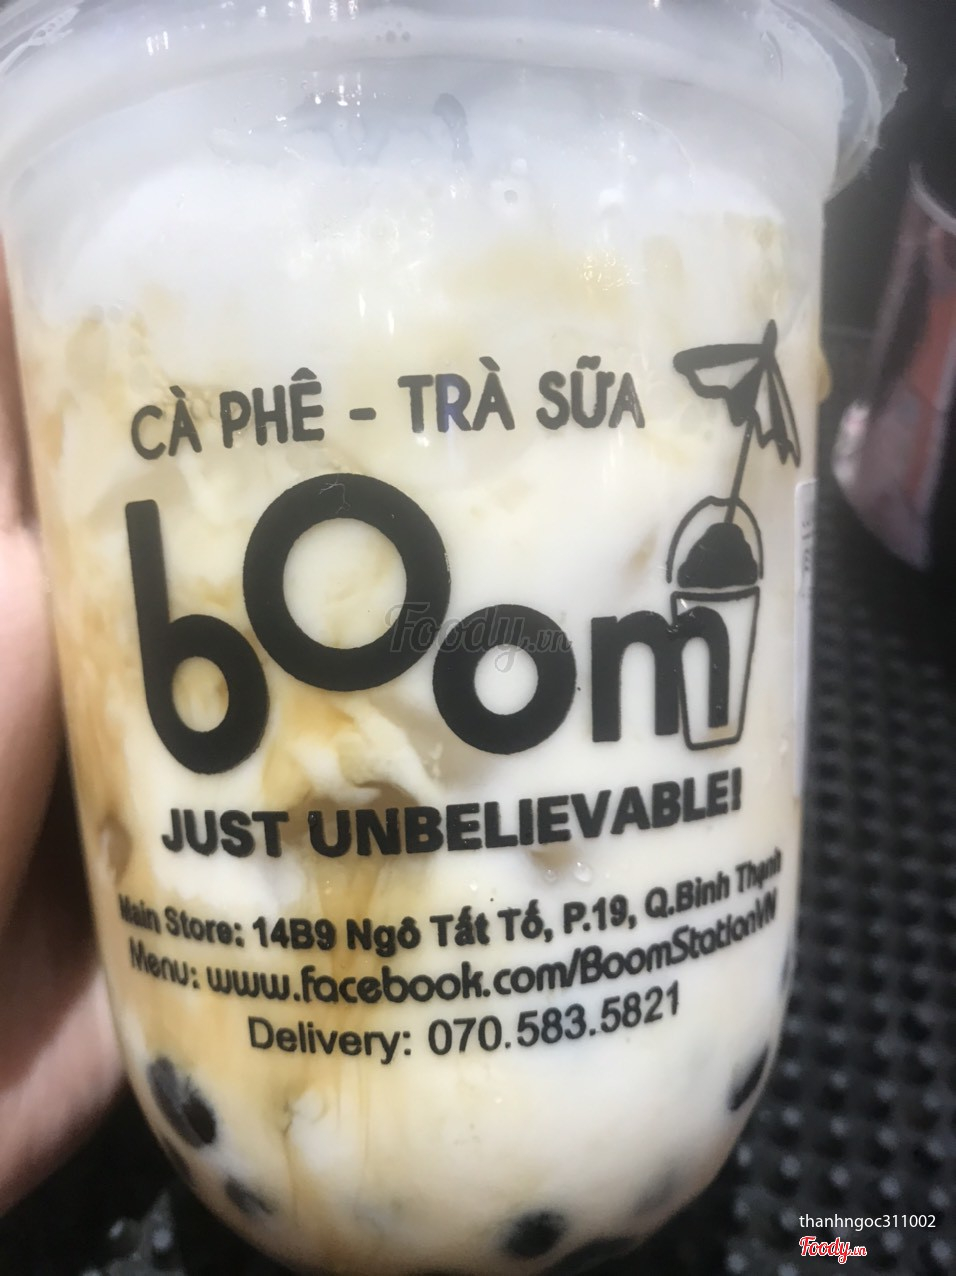 CÀ PHÊ - TRÀ SỮA
boom
JUST UNBELIEVABLE!
Main Store: 14B9 Ngô Tất Tố, P.19, Q.Bình Thạnh
Menu: www.facebook.com/BoomStationVN
Delivery: 070.583.5821
Foody.vn
thanhngoc311002
Foody.vn